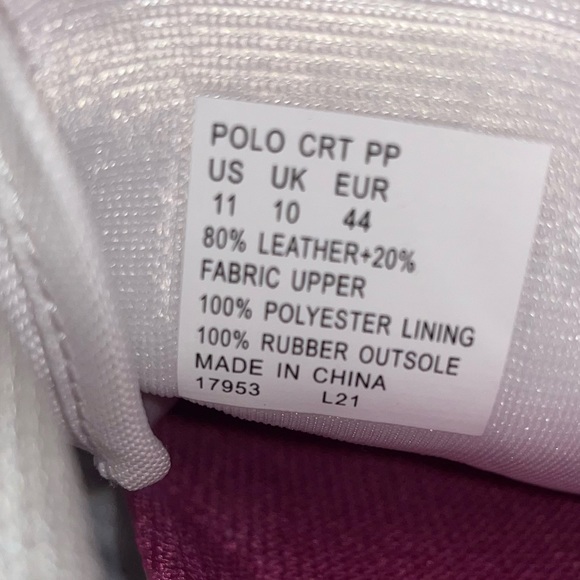 POLO CRT PP
US UK EUR
11 10 44
80% LEATHER+20%
FABRIC UPPER
100% POLYESTER LINING
100% RUBBER OUTSOLE
MADE IN CHINA
17953 L21